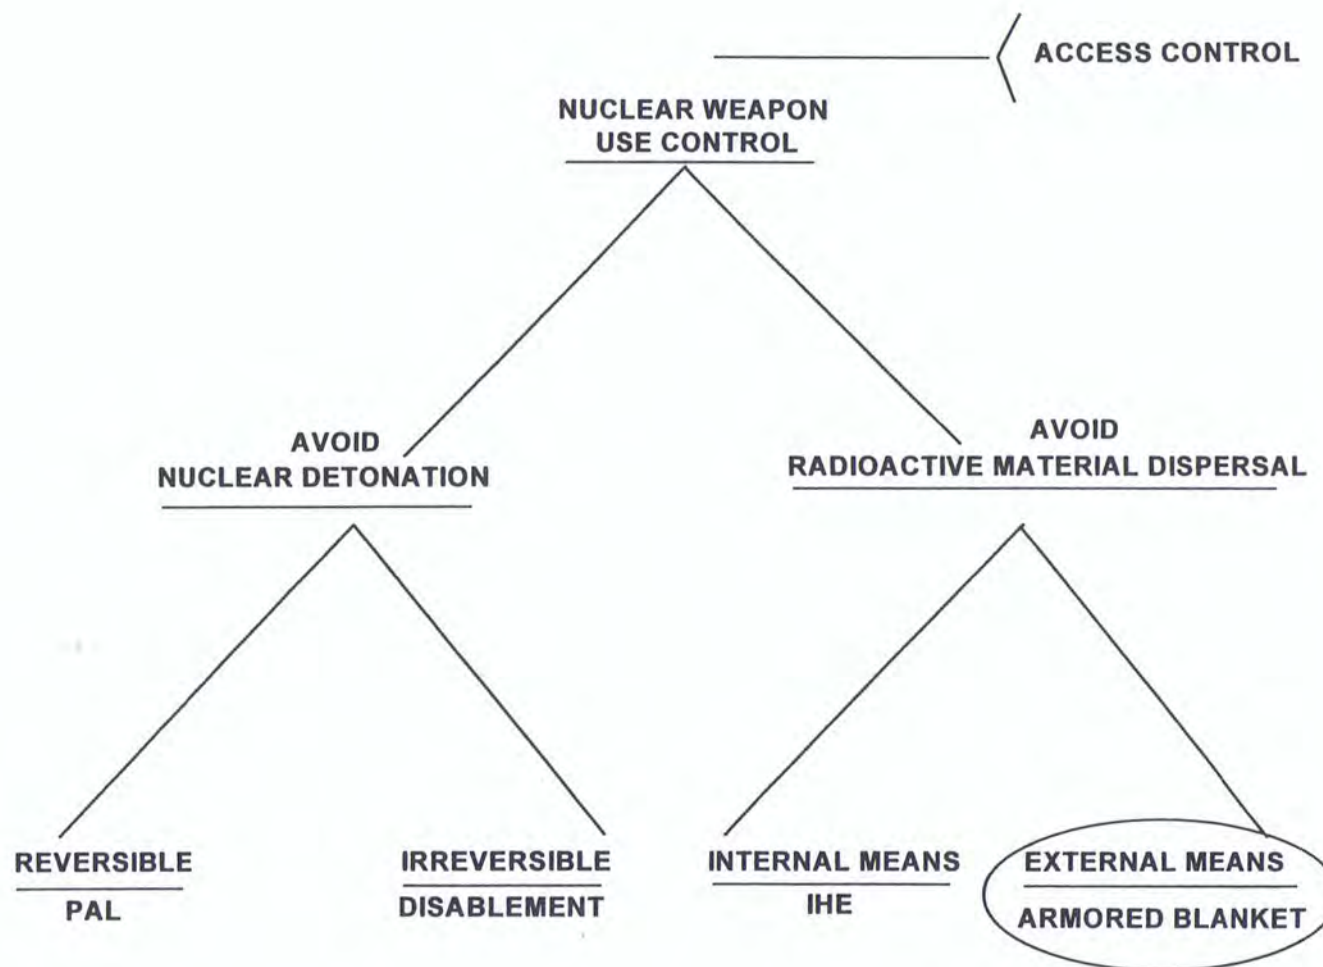 ACCESS CONTROL
NUCLEAR WEAPON
USE CONTROL
AVOID
NUCLEAR DETONATION
AVOID
RADIOACTIVE MATERIAL DISPERSAL
REVERSIBLE
PAL
IRREVERSIBLE
DISABLEMENT
INTERNAL MEANS
IHE
EXTERNAL MEANS
ARMORED BLANKET